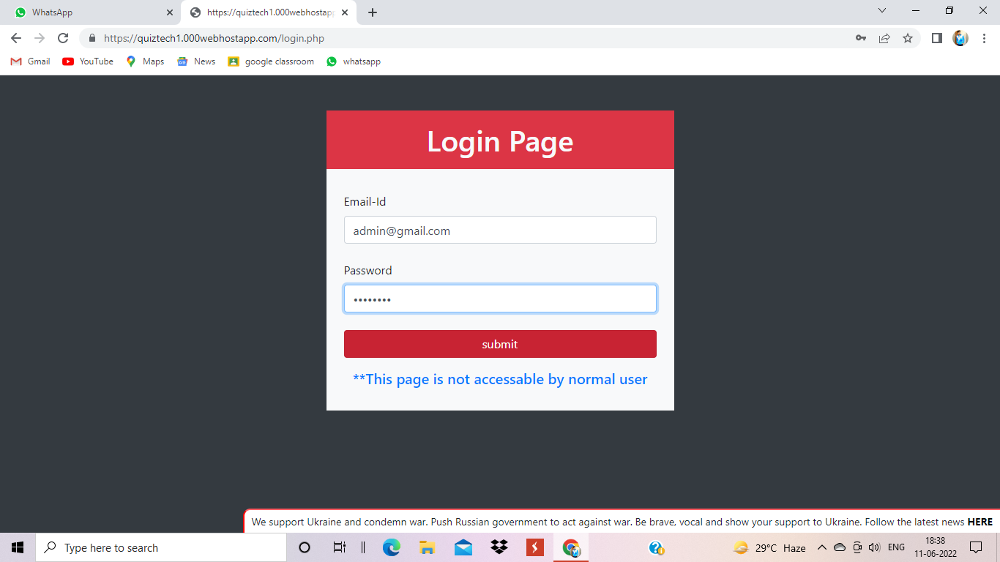 WhatsApp
https://quiztech1.000webhostapp
https://quiztech1.000webhostapp.com/login.php
Gmail YouTube Maps News google classroom whatsapp
Login Page
Email-Id
admin@gmail.com
Password
submit
**This page is not accessable by normal user
We support Ukraine and condemn war. Push Russian government to act against war. Be brave, vocal and show your support to Ukraine. Follow the latest news HERE
Type here to search
29°C Haze
ENG
18:38
11-06-2022